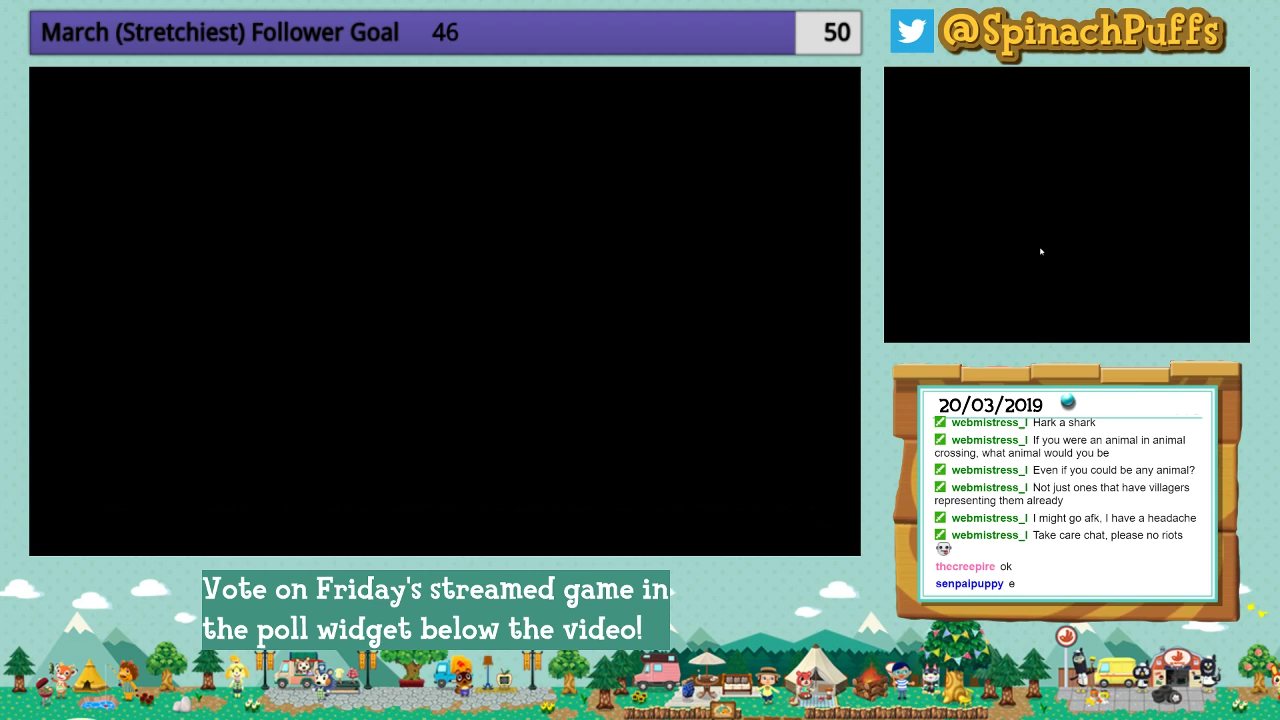 March (Stretchiest) Follower Goal 46 50
@SpinachPuffs
20/03/2019
webmistress_l Hark a shark
webmistress_l If you were an animal in animal
crossing, what animal would you be
webmistress_l Even if you could be any animal?
webmistress_l Not just ones that have villagers
representing them already
webmistress_l I might go afk, I have a headache
webmistress_l Take care chat, please no riots
thecreepire ok
senpaipuppy e
Vote on Friday's streamed game in
the poll widget below the video!